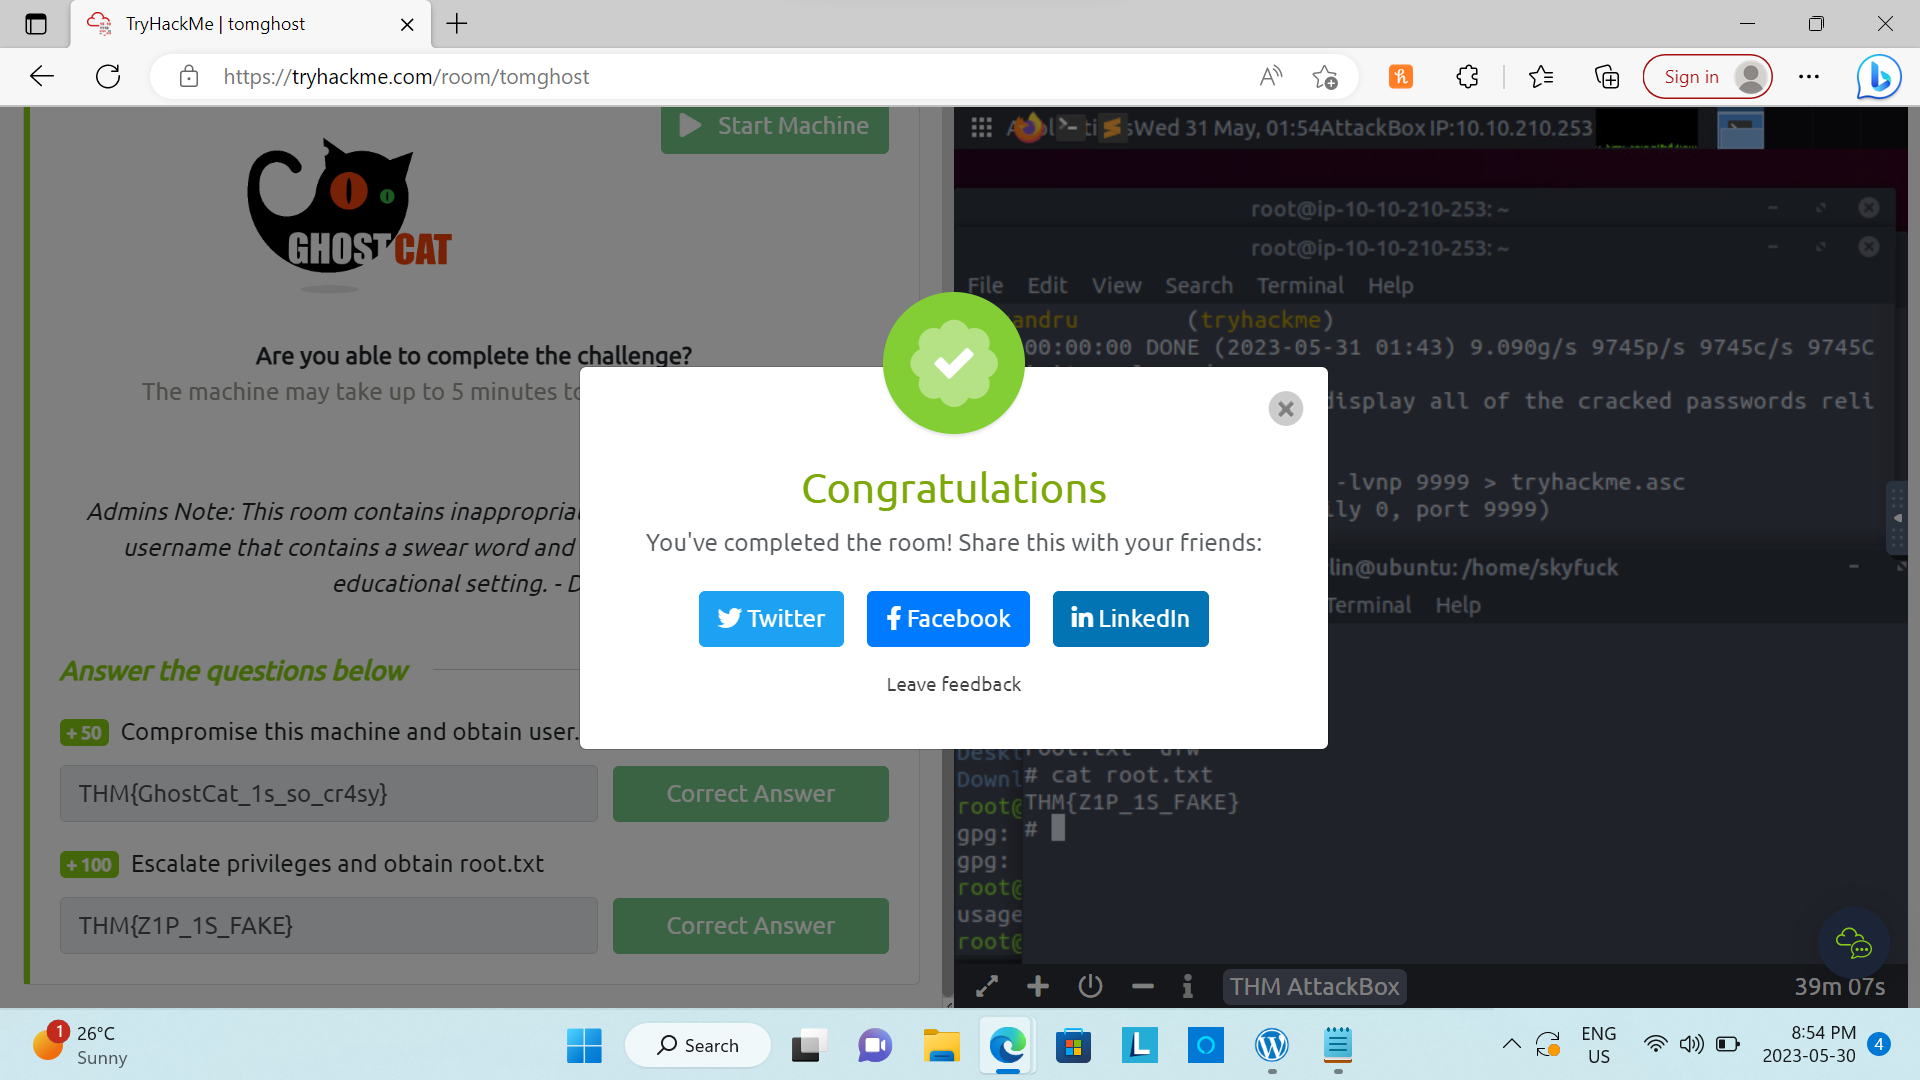 TryHackMe | tomghost
https://tryhackme.com/room/tomghost
Sign in
Start Machine
GHOSTCAT
Are you able to complete the challenge?
The machine may take up to 5 minutes to
Admins Note: This room contains inappropriat
username that contains a swear word and
educational setting. - D
Answer the questions below
+ 50 Compromise this machine and obtain user.
THM{GhostCat_1s_so_cr4sy}
Correct Answer
+ 100 Escalate privileges and obtain root.txt
THM{Z1P_1S_FAKE}
Correct Answer
Wed 31 May, 01:54 AttackBox IP:10.10.210.253
root@ip-10-10-210-253: ~
root@ip-10-10-210-253: ~
File Edit View Search Terminal Help
andru (tryhackme)
00:00:00 DONE (2023-05-31 01:43) 9.090g/s 9745p/s 9745c/s 9745C
display all of the cracked passwords reli
-lvnp 9999 > tryhackme.asc
ily 0, port 9999)
lin@ubuntu: /home/skyfuck
Terminal Help
Congratulations
You've completed the room! Share this with your friends:
Twitter
Facebook
LinkedIn
Leave feedback
Deskt
Downl
# cat root.txt
THM{Z1P_1S_FAKE}
#
root@
gpg:
gpg:
root@
usage
root@
THM AttackBox
39m 07s
1
26°C
Sunny
Search
ENG
US
8:54 PM
2023-05-30
4